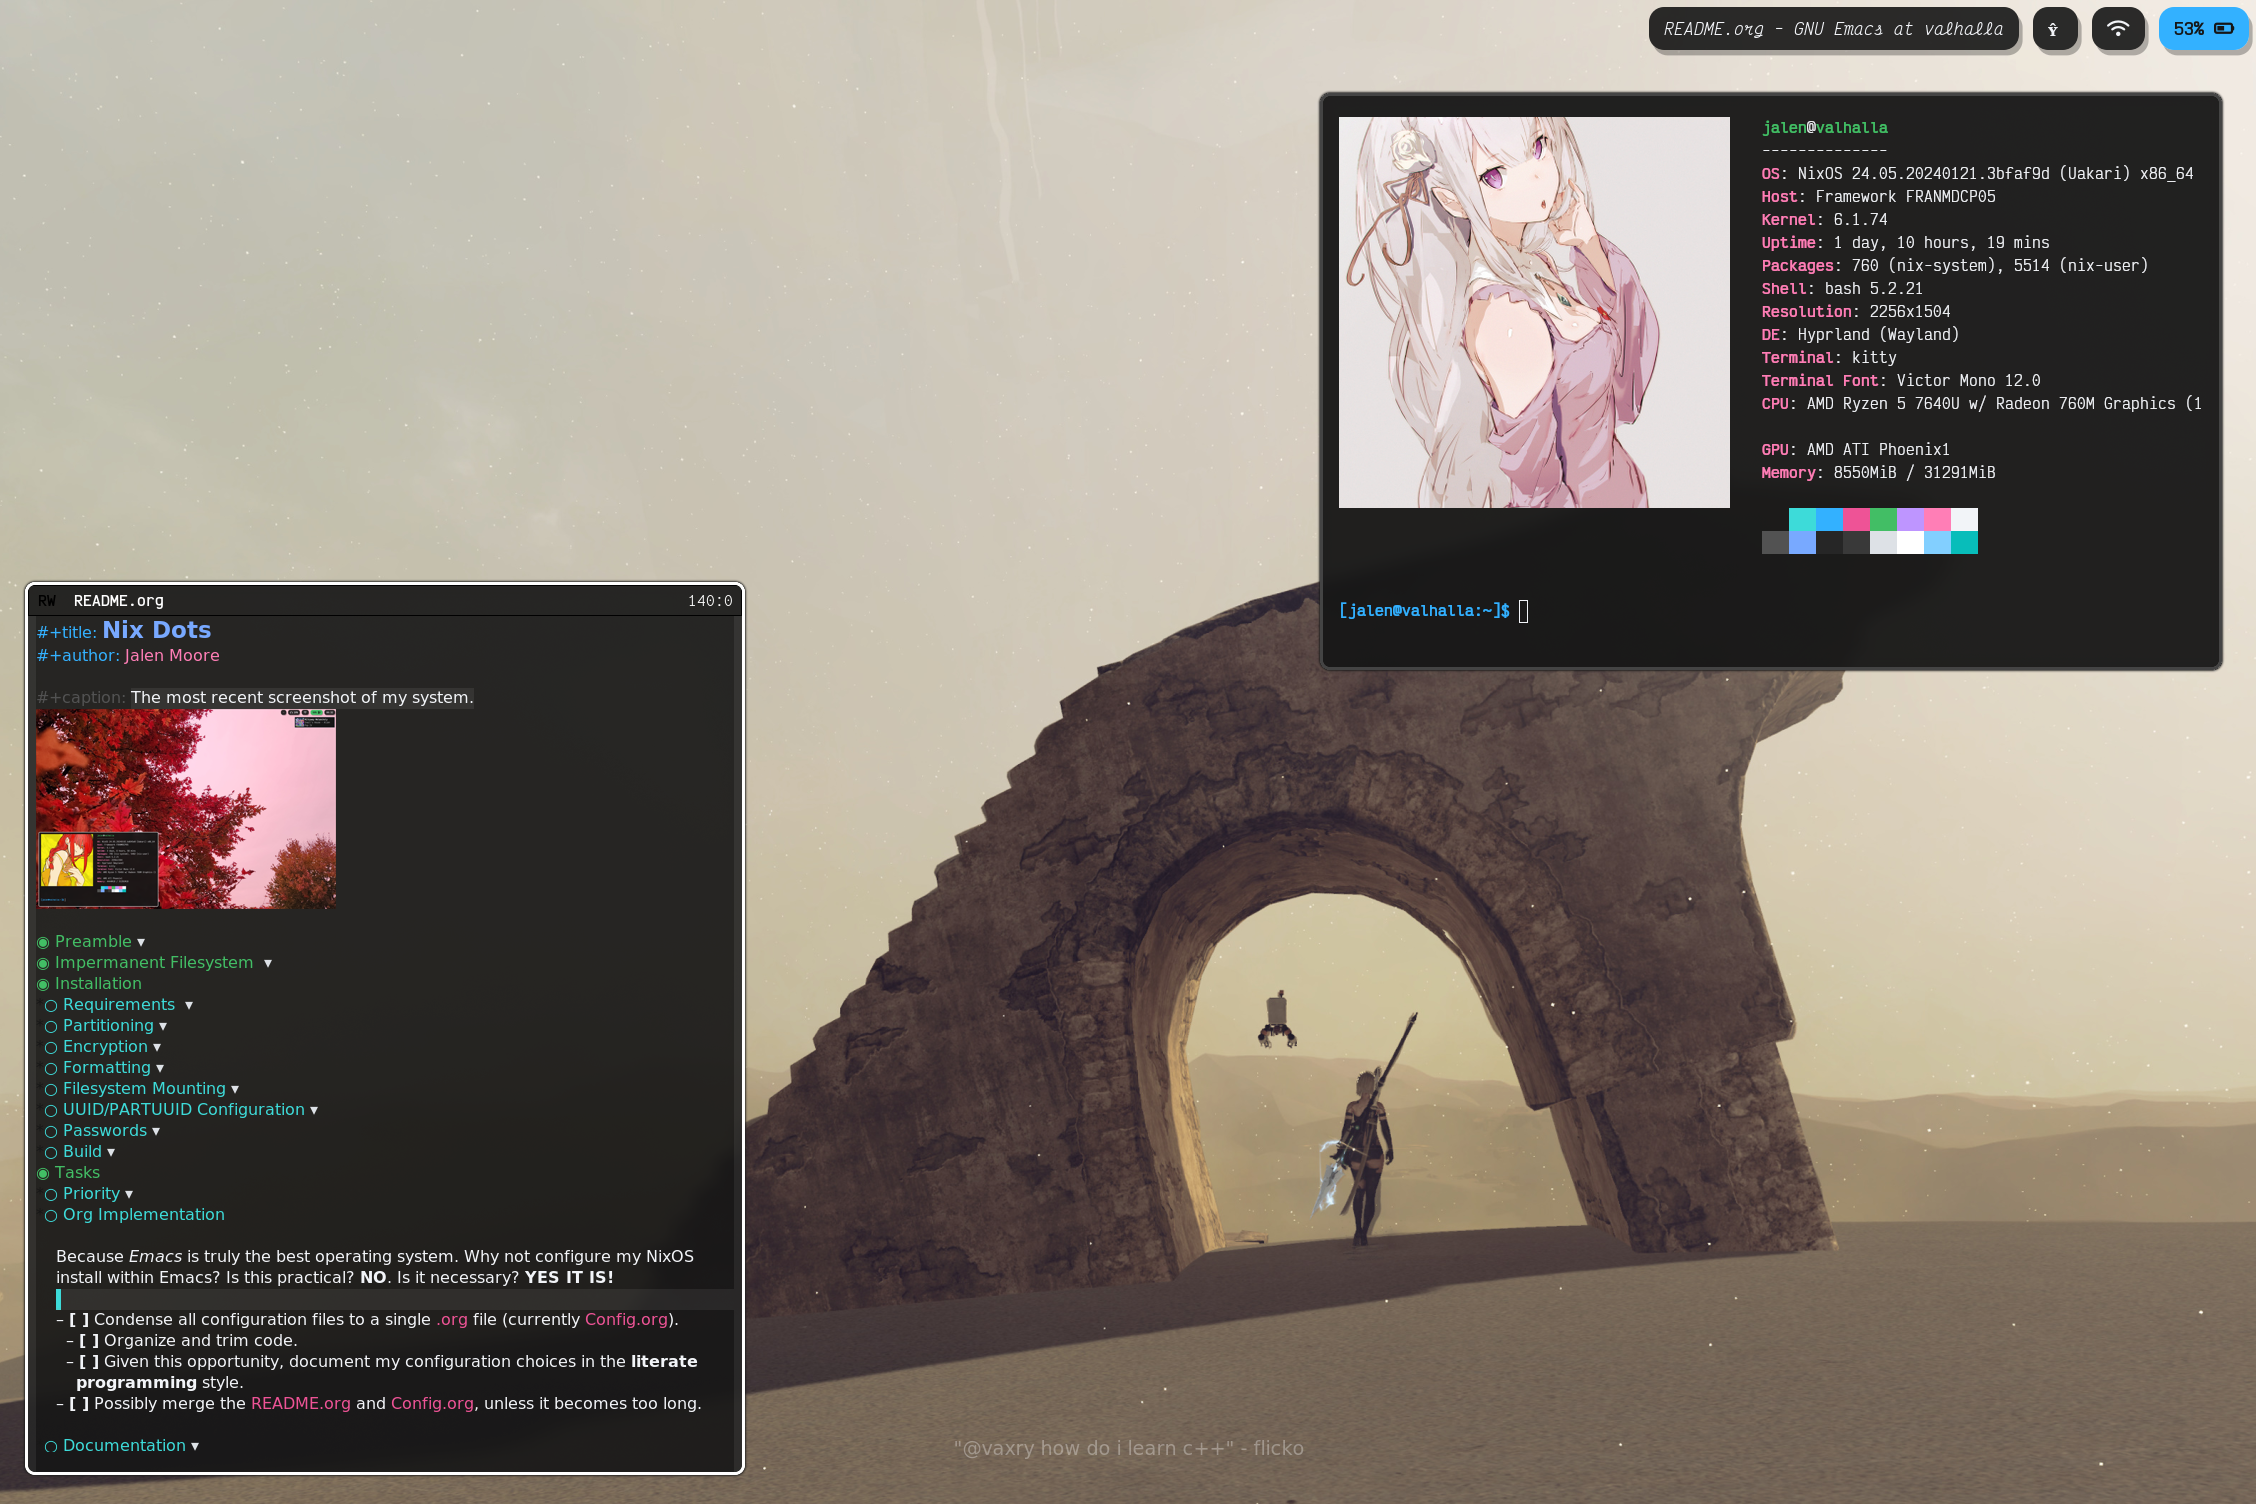 README.org - GNU Emacs at valhalla
53%
jalen@valhalla
--------------
OS: NixOS 24.05.20240121.3bfaf9d (Uakari) x86_64
Host: Framework FRANMDCP05
Kernel: 6.1.74
Uptime: 1 day, 10 hours, 19 mins
Packages: 760 (nix-system), 5514 (nix-user)
Shell: bash 5.2.21
Resolution: 2256x1504
DE: Hyprland (Wayland)
Terminal: kitty
Terminal Font: Victor Mono 12.0
CPU: AMD Ryzen 5 7640U w/ Radeon 760M Graphics (1
GPU: AMD ATI Phoenix1
Memory: 8550MiB / 31291MiB
[jalen@valhalla:~]$
RW README.org 140:0
#+title: Nix Dots
#+author: Jalen Moore
#+caption: The most recent screenshot of my system.
◉ Preamble ▾
◉ Impermanent Filesystem ▾
◉ Installation
○ Requirements ▾
○ Partitioning ▾
○ Encryption ▾
○ Formatting ▾
○ Filesystem Mounting ▾
○ UUID/PARTUUID Configuration ▾
○ Passwords ▾
○ Build ▾
◉ Tasks
○ Priority ▾
○ Org Implementation
Because Emacs is truly the best operating system. Why not configure my NixOS
install within Emacs? Is this practical? NO. Is it necessary? YES IT IS!
– [ ] Condense all configuration files to a single .org file (currently Config.org).
– [ ] Organize and trim code.
– [ ] Given this opportunity, document my configuration choices in the literate
programming style.
– [ ] Possibly merge the README.org and Config.org, unless it becomes too long.
○ Documentation ▾
"@vaxry how do i learn c++" - flicko